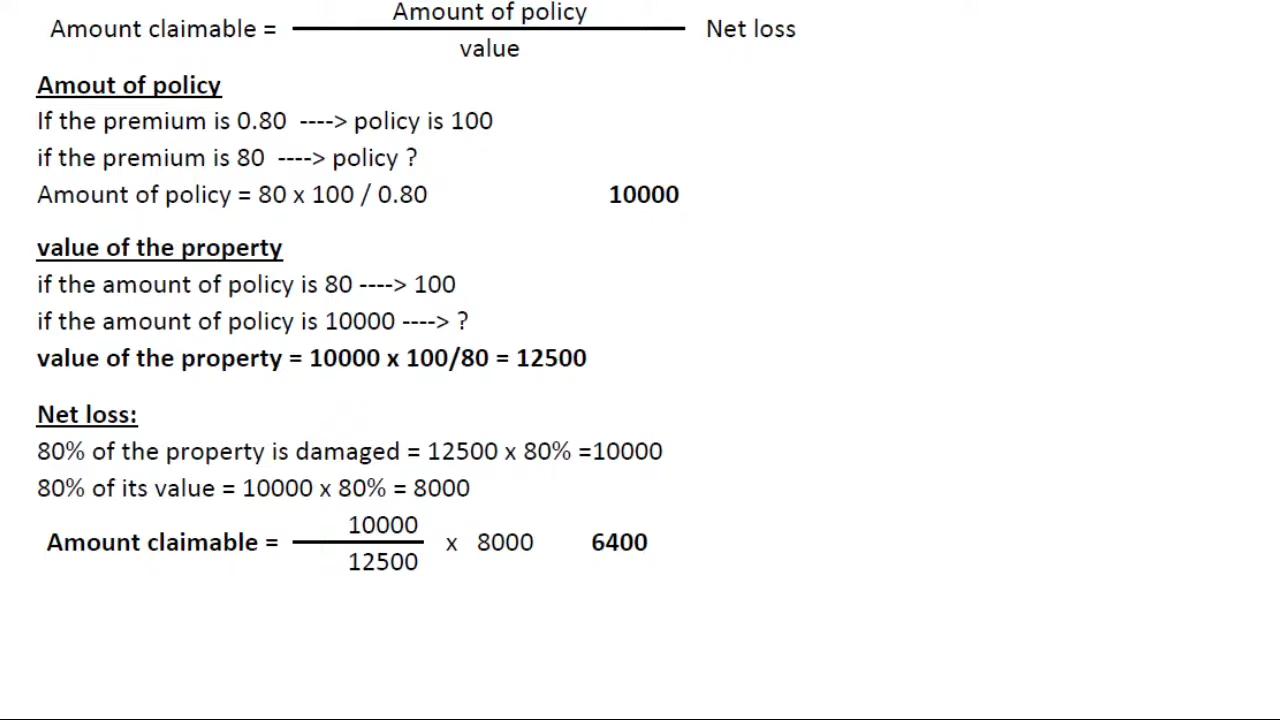 Amount claimable = Amount of policy / value Net loss
Amout of policy
If the premium is 0.80 ----> policy is 100
if the premium is 80 ----> policy ?
Amount of policy = 80 x 100 / 0.80 10000
value of the property
if the amount of policy is 80 ----> 100
if the amount of policy is 10000 ----> ?
value of the property = 10000 x 100/80 = 12500
Net loss:
80% of the property is damaged = 12500 x 80% =10000
80% of its value = 10000 x 80% = 8000
Amount claimable = 10000 / 12500 x 8000 6400